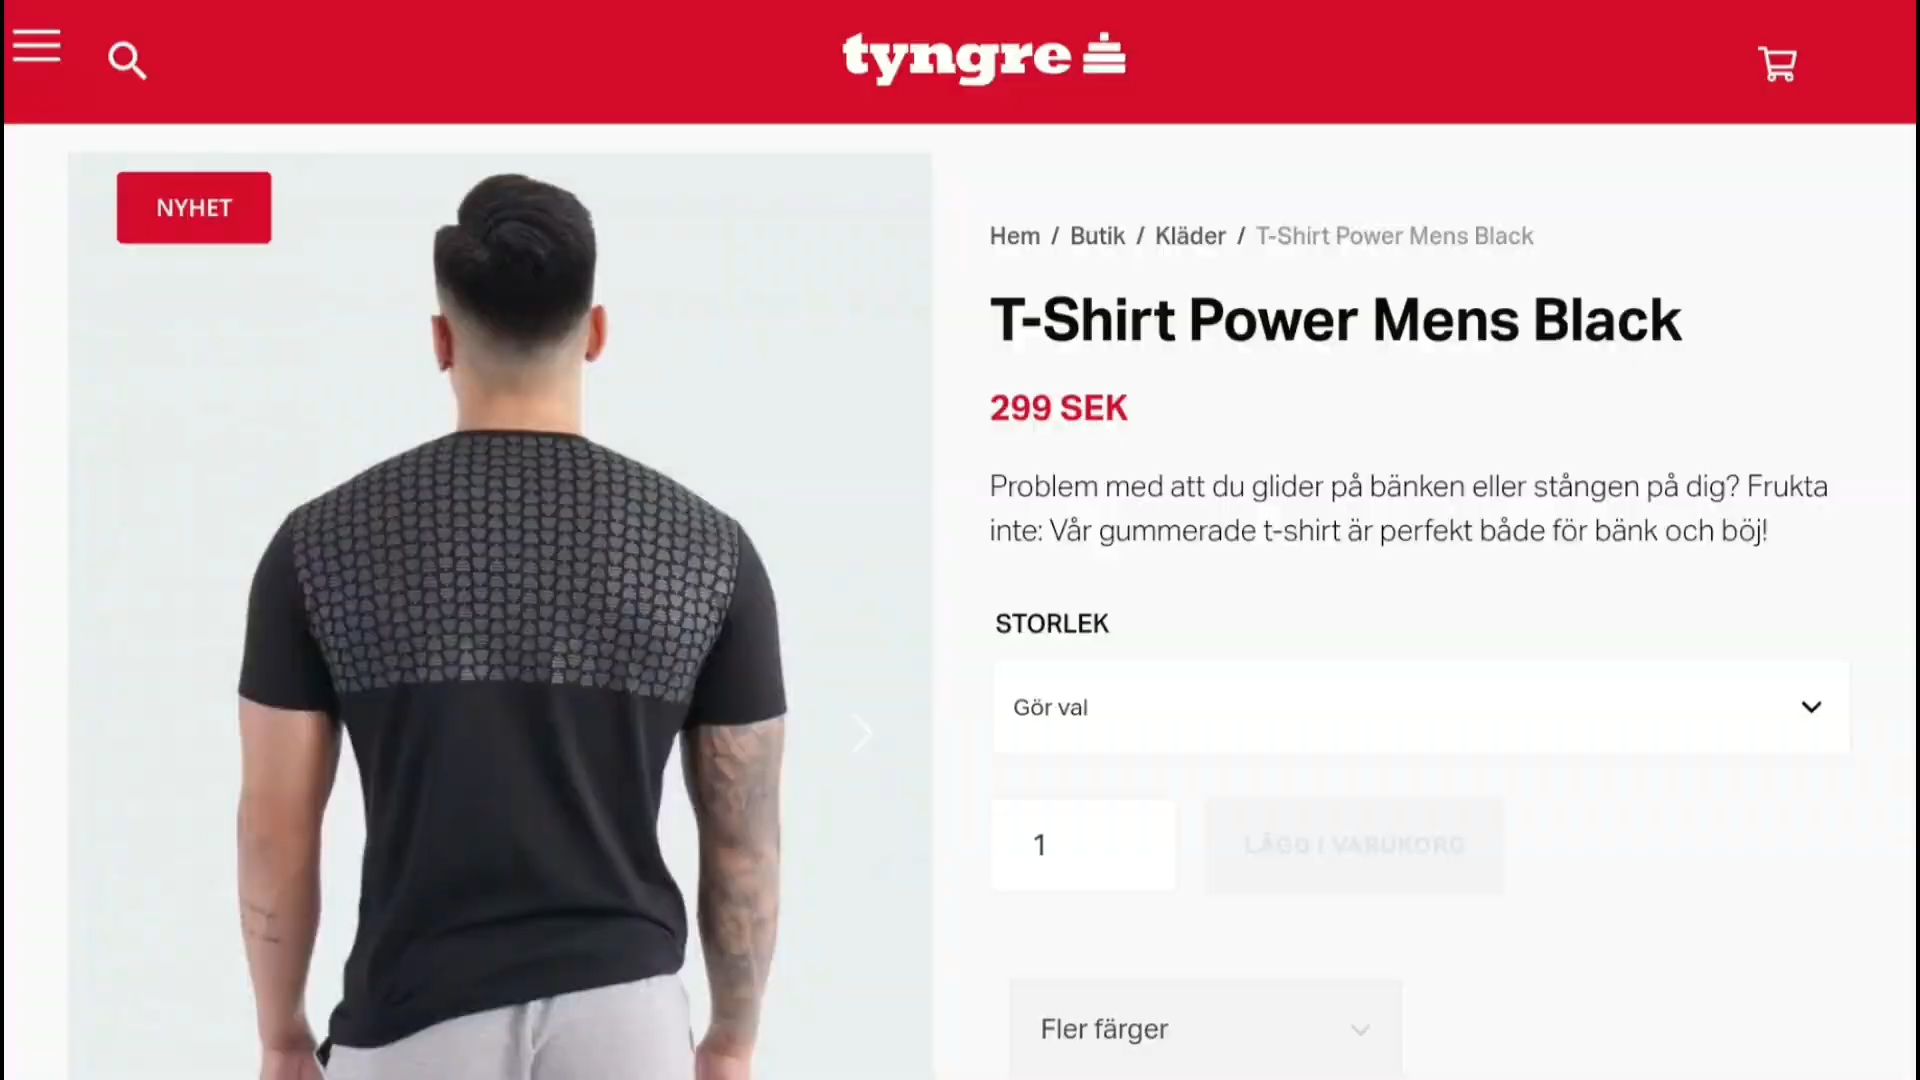 tyngre
NYHET
Hem / Butik / Kläder / T-Shirt Power Mens Black
T-Shirt Power Mens Black
299 SEK
Problem med att du glider på bänken eller stången på dig? Frukta
inte: Vår gummerade t-shirt är perfekt både för bänk och böj!
STORLEK
Gör val
1
LÄGG I VARUKORG
Fler färger